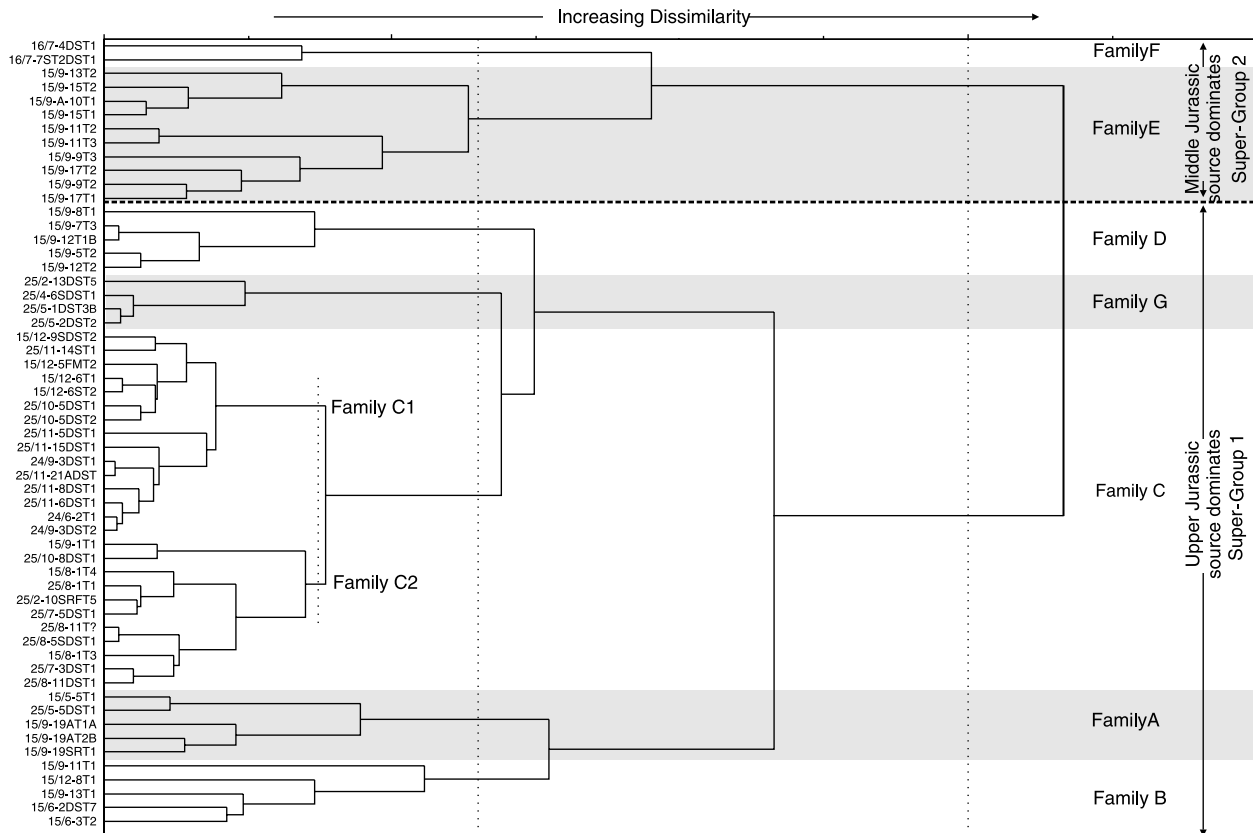 Increasing Dissimilarity
16/7-4DST1
16/7-7ST2DST1
15/9-13T2
15/9-15T2
15/9-A-10T1
15/9-15T1
15/9-11T2
15/9-11T3
15/9-9T3
15/9-17T2
15/9-9T2
15/9-17T1
15/9-8T1
15/9-7T3
15/9-12T1B
15/9-5T2
15/9-12T2
25/2-13DST5
25/4-6SDST1
25/5-1DST3B
25/5-2DST2
15/12-9SDST2
25/11-14ST1
15/12-5FMT2
15/12-6T1
15/12-6ST2
25/10-5DST1
25/10-5DST2
25/11-5DST1
25/11-15DST1
24/9-3DST1
25/11-21ADST
25/11-8DST1
25/11-6DST1
24/6-2T1
24/9-3DST2
15/9-1T1
25/10-8DST1
15/8-1T4
25/8-1T1
25/2-10SRFT5
25/7-5DST1
25/8-11T?
25/8-5SDST1
15/8-1T3
25/7-3DST1
25/8-11DST1
15/5-5T1
25/5-5DST1
15/9-19AT1A
15/9-19AT2B
15/9-19SRT1
15/9-11T1
15/12-8T1
15/9-13T1
15/6-2DST7
15/6-3T2
Family C1
Family C2
FamilyF
FamilyE
Family D
Family G
Family C
FamilyA
Family B
Middle Jurassic
source dominates
Super-Group 2
Upper Jurassic
source dominates
Super-Group 1